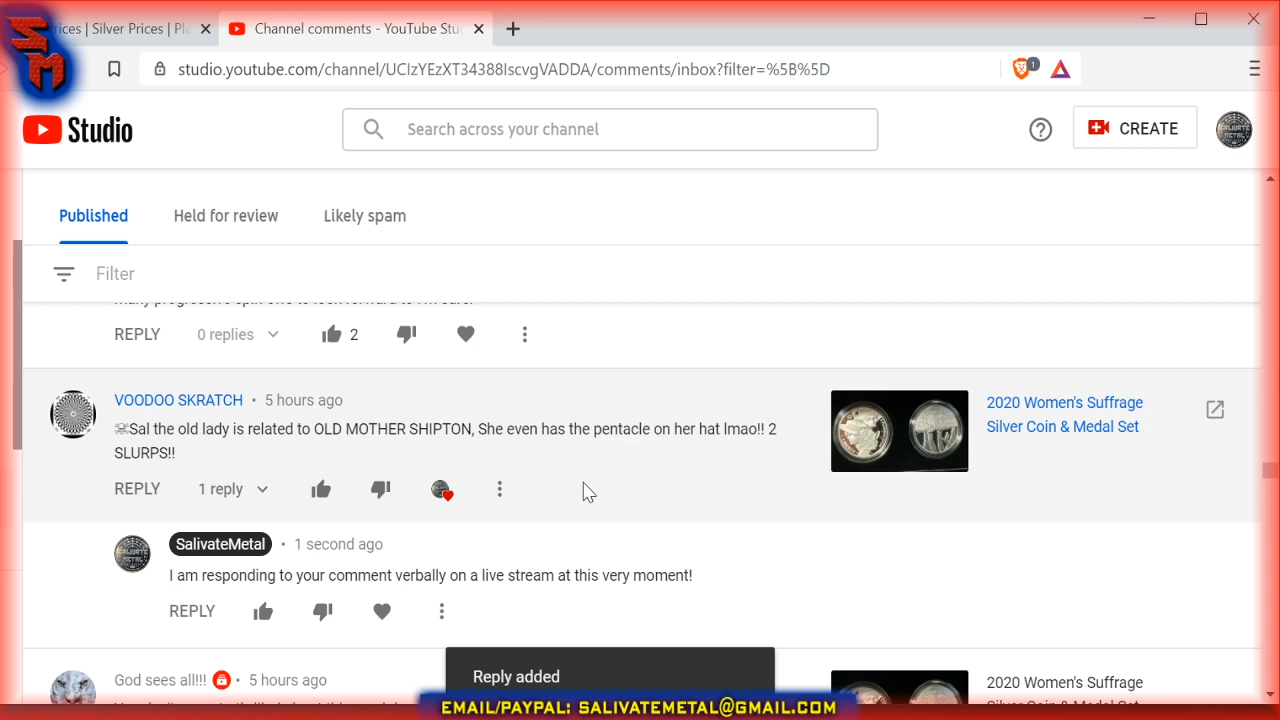 SM
rices | Silver Prices | Pla
Channel comments - YouTube Stu
studio.youtube.com/channel/UCIzYEzXT34388IscvgVADDA/comments/inbox?filter=%5B%5D
1
Studio
Search across your channel
CREATE
Published
Held for review
Likely spam
Filter
REPLY 0 replies 2
VOODOO SKRATCH • 5 hours ago
☠Sal the old lady is related to OLD MOTHER SHIPTON, She even has the pentacle on her hat lmao!! 2
SLURPS!!
2020 Women's Suffrage
Silver Coin & Medal Set
REPLY 1 reply
SalivateMetal • 1 second ago
I am responding to your comment verbally on a live stream at this very moment!
REPLY
Reply added
God sees all!!! • 5 hours ago
2020 Women's Suffrage
EMAIL/PAYPAL: SALIVATEMETAL@GMAIL.COM